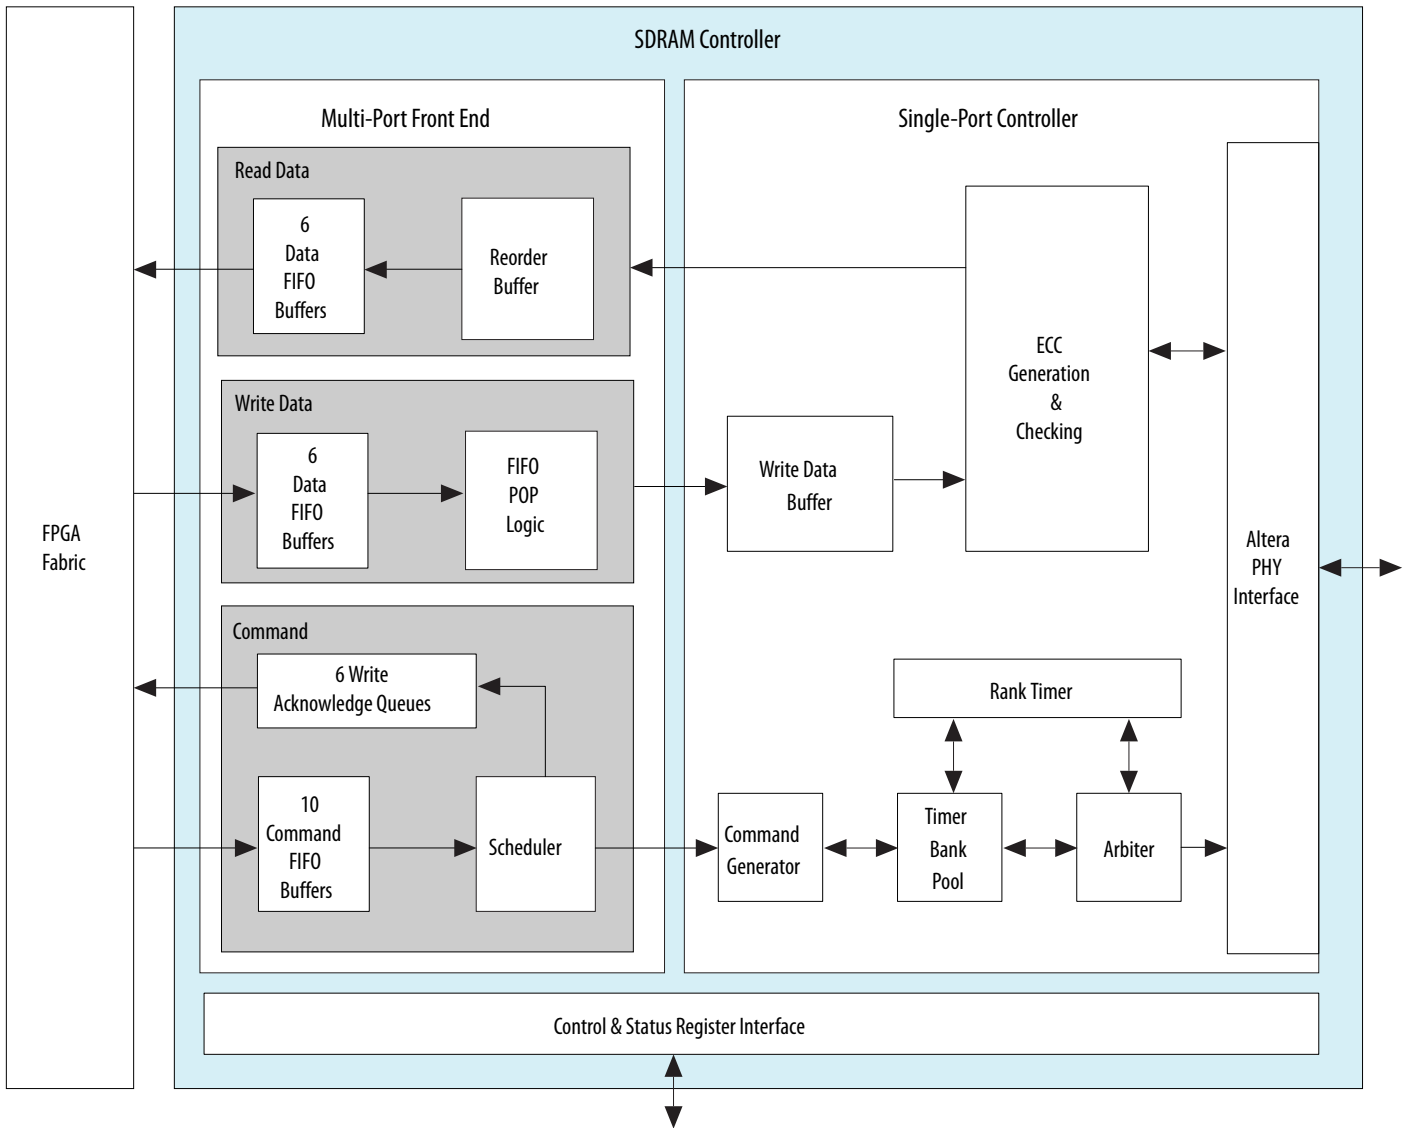 SDRAM Controller
Multi-Port Front End
Single-Port Controller
Read Data
6
Data
FIFO
Buffers
Reorder
Buffer
ECC
Generation
&
Checking
Write Data
6
Data
FIFO
Buffers
FIFO
POP
Logic
Write Data
Buffer
FPGA
Fabric
Altera
PHY
Interface
Command
6 Write
Acknowledge Queues
Rank Timer
10
Command
FIFO
Buffers
Scheduler
Command
Generator
Timer
Bank
Pool
Arbiter
Control & Status Register Interface